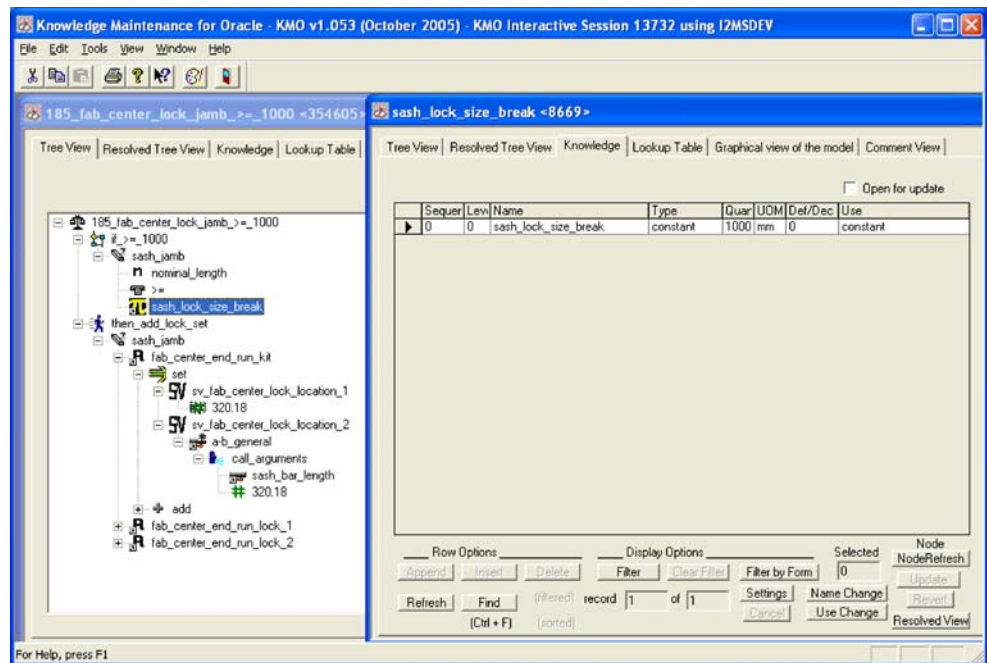 Knowledge Maintenance for Oracle - KMO v1.053 (October 2005) - KMO Interactive Session 13732 using I2MSDEV
File Edit Tools View Window Help
185_fab_center_lock_jamb_>=_1000 <354605>
Tree View Resolved Tree View Knowledge Lookup Table
185_fab_center_lock_jamb_>=_1000
if_>=_1000
sash_jamb
nominal_length
>=
sash_lock_size_break
then_add_lock_set
sash_jamb
fab_center_end_run_kit
set
SV sv_fab_center_lock_location_1
320.18
SV sv_fab_center_lock_location_2
a-b_general
call_arguments
sash_bar_length
# 320.18
add
fab_center_end_run_lock_1
fab_center_end_run_lock_2
sash_lock_size_break <8669>
Tree View Resolved Tree View Knowledge Lookup Table Graphical view of the model Comment View
Open for update
Sequer Leve Name Type Quar UOM Def/Dec Use
0 0 sash_lock_size_break constant 1000 mm 0 constant
Row Options Display Options Selected Node
Append Insert Delete Filter Clear Filter Filter by Form 0 NodeRefresh
Update
Refresh Find (filtered) record 1 of 1 Settings Name Change Revert
(Ctrl + F) (sorted) Cancel Use Change Resolved View
For Help, press F1